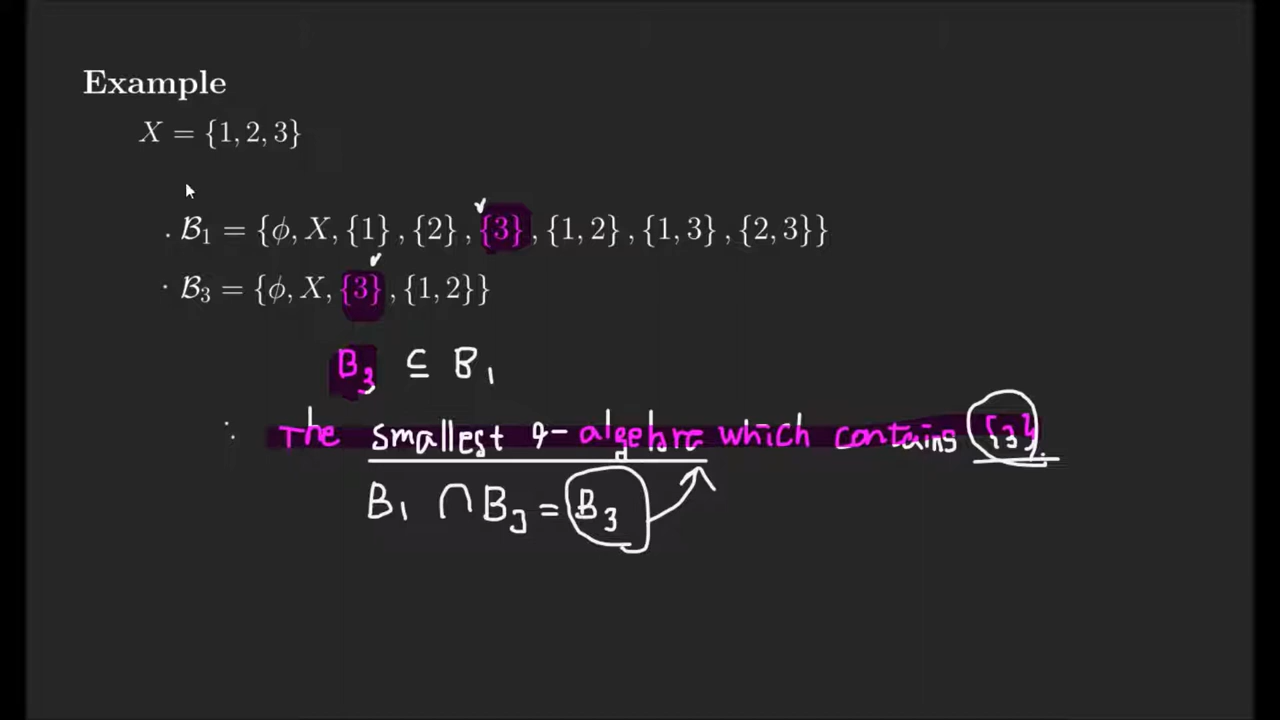 Example
X = {1, 2, 3}
. ℬ₁ = {ϕ, X, {1}, {2}, {3}, {1, 2}, {1, 3}, {2, 3}}
· ℬ₃ = {ϕ, X, {3}, {1, 2}}
B₃ ⊆ B₁
∴ The smallest σ-algebra which contains {3}.
B₁ ∩ B₃ = B₃